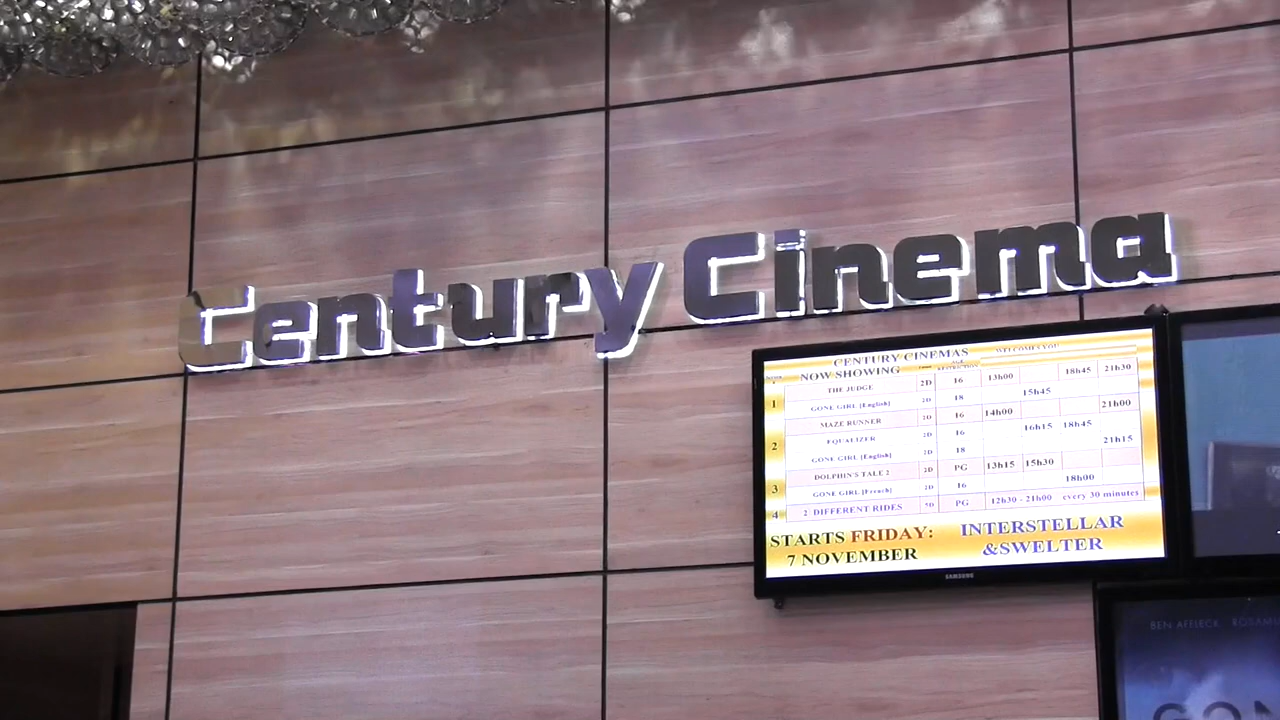 Century Cinema
CENTURY CINEMAS WELCOMES YOU
NOW SHOWING AGE RESTRICTION
1 THE JUDGE 2D 16 13h00 18h45 21h30
GONE GIRL [English] 2D 18 15h45
MAZE RUNNER 2D 16 14h00 21h00
2 EQUALIZER 2D 16 16h15 18h45
GONE GIRL [English] 2D 18 21h15
DOLPHIN'S TALE 2 2D PG 13h15 15h30
3 GONE GIRL [French] 2D 16 18h00
4 2 DIFFERENT RIDES 5D PG 12h30 - 21h00 every 30 minutes
STARTS FRIDAY: INTERSTELLAR
7 NOVEMBER &SWELTER
SAMSUNG
BEN AFFLECK